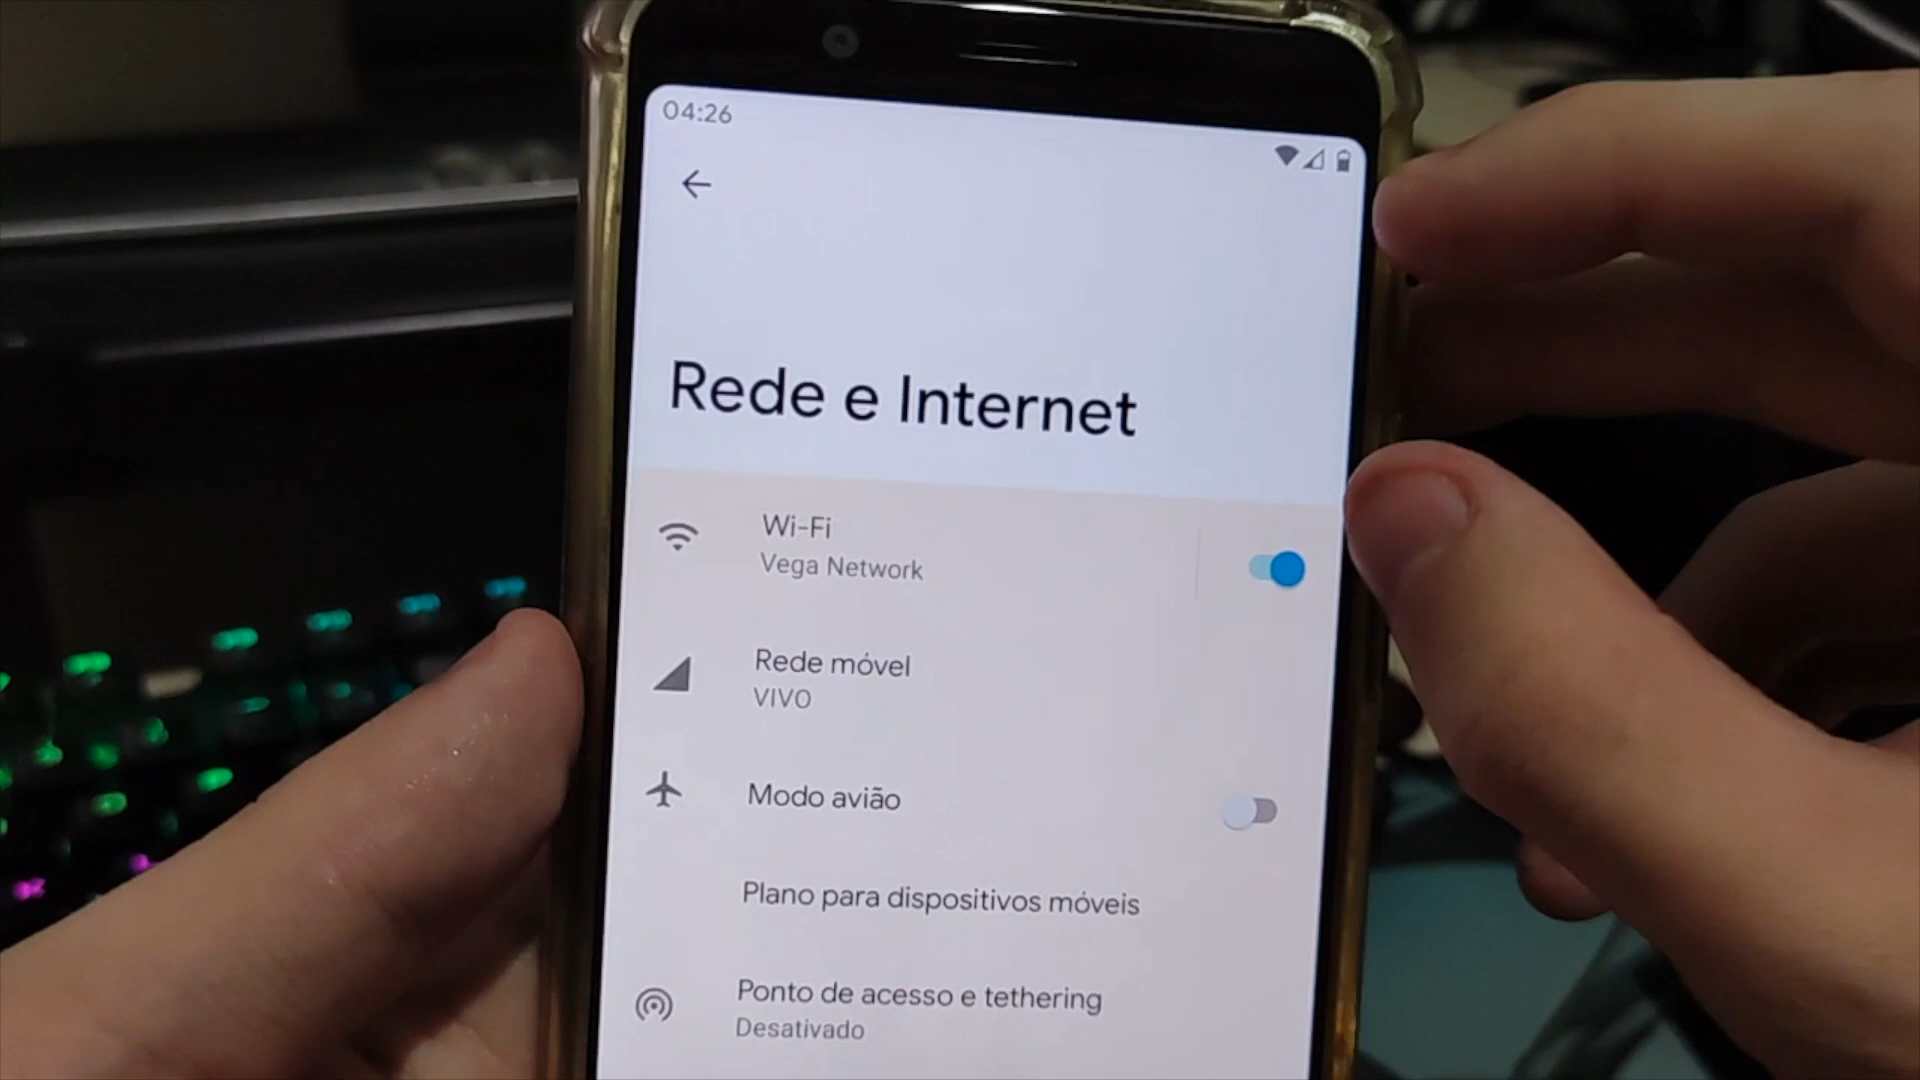 04:26
Rede e Internet
Wi-Fi
Vega Network
Rede móvel
VIVO
Modo avião
Plano para dispositivos móveis
Ponto de acesso e tethering
Desativado